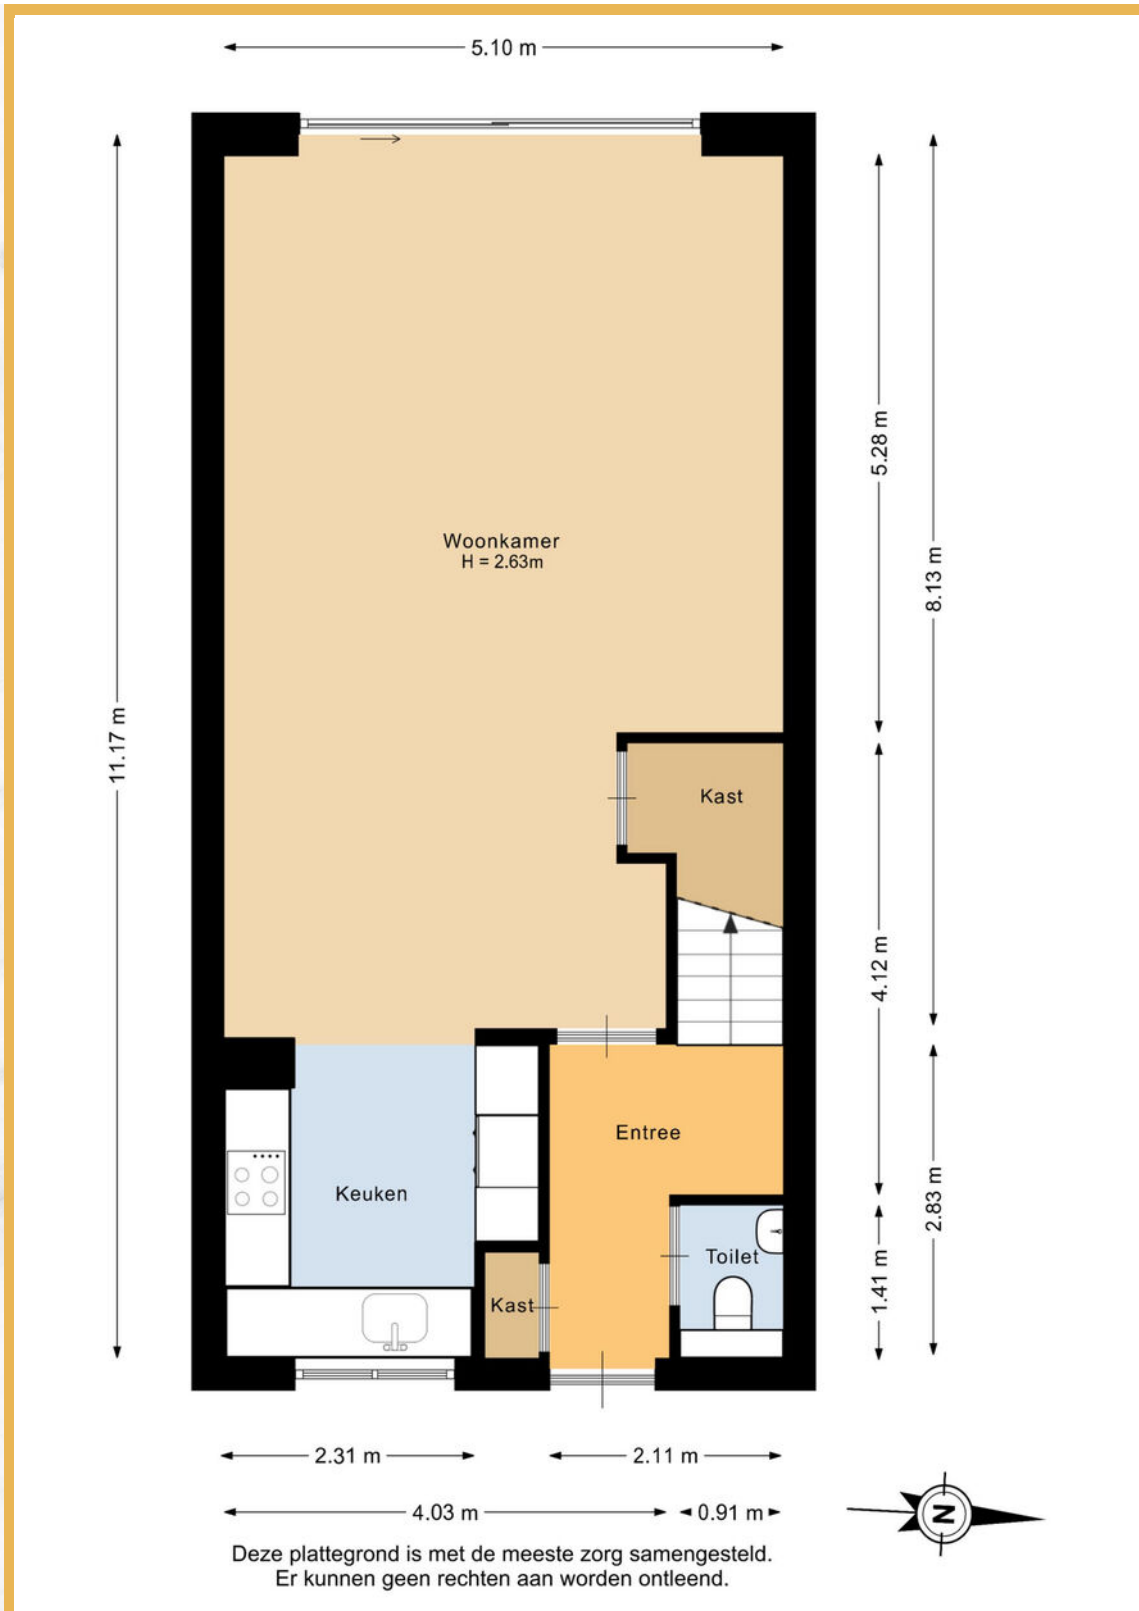 5.10 m
5.28 m
8.13 m
Woonkamer
H = 2.63m
11.17 m
Kast
4.12 m
Entree
Keuken
2.83 m
Toilet
1.41 m
Kast
2.31 m
2.11 m
4.03 m
0.91 m
N
Deze plattegrond is met de meeste zorg samengesteld.
Er kunnen geen rechten aan worden ontleend.